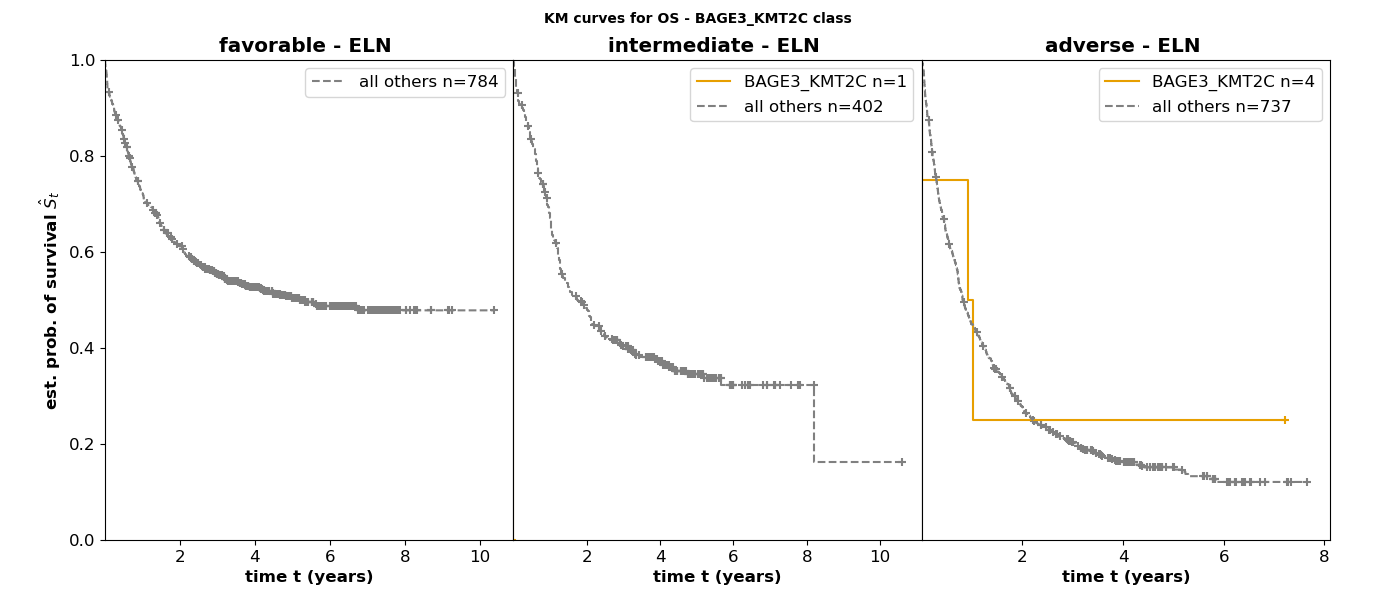 KM curves for OS - BAGE3_KMT2C class
favorable - ELN
intermediate - ELN
adverse - ELN
est. prob. of survival Ŝt
1.0
0.8
0.6
0.4
0.2
0.0
all others n=784
BAGE3_KMT2C n=1
all others n=402
BAGE3_KMT2C n=4
all others n=737
2 4 6 8 10
2 4 6 8 10
2 4 6 8
time t (years)
time t (years)
time t (years)